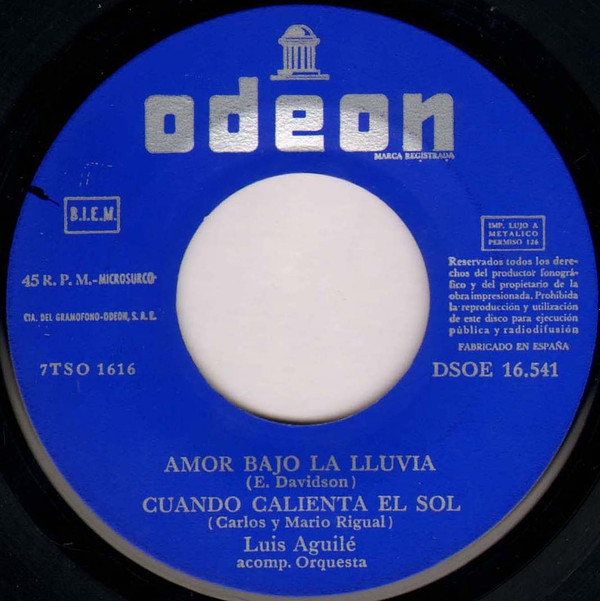 odeon
MARCA REGISTRADA
B.I.E.M.
IMP. LUJO A
METALICO
PERMISO 126
45 R. P. M.-MICROSURCO
CIA. DEL GRAMOFONO-ODEON, S. A. E.
Reservados todos los dere-
chos del productor fonográ-
fico y del propietario de la
obra impresionada. Prohibida
la reproducción y utilización
de este disco para ejecución
pública y radiodifusión
FABRICADO EN ESPAÑA
7TSO 1616
DSOE 16.541
AMOR BAJO LA LLUVIA
(E. Davidson)
CUANDO CALIENTA EL SOL
(Carlos y Mario Rigual)
Luis Aguilé
acomp. Orquesta